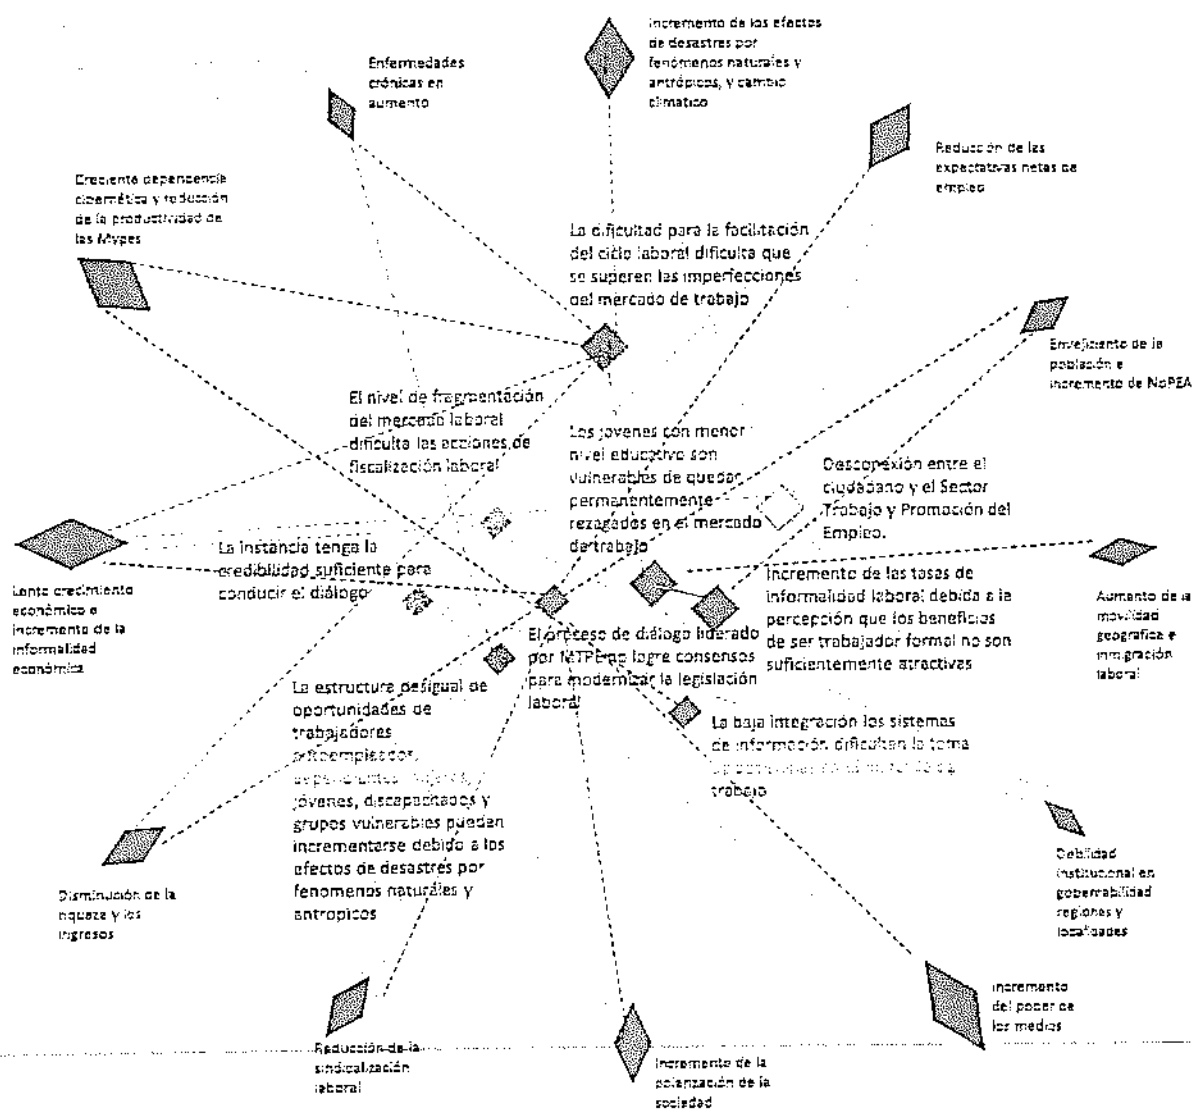 Incremento de los efectos
de desastres por
fenómenos naturales y
antrópicos, y cambio
climatico
Enfermedades
crónicas en
aumento
Reducción de las
expectativas netas de
empleo
Creciente dependencia
cibernética y reducción
de la productividad de
las Mypes
La dificultad para la facilitación
del ciclo laboral dificulta que
se superen las imperfecciones
del mercado de trabajo
Envejiciento de la
población e
incremento de NoPEA
El nivel de fragmentación
del mercado laboral
dificulta las acciones de
fiscalización laboral
Los jovenes con menor
nivel educativo son
vulnerables de quedar
permanentemente
rezagados en el mercado
de trabajo
Desconexión entre el
ciudadano y el Sector
Trabajo y Promoción del
Empleo.
La instancia tenga la
credibilidad suficiente para
conducir el diálogo
Lento crecimiento
económico e
incremento de la
informalidad
económica
Incremento de las tasas de
informalidad laboral debida a la
percepción que los beneficios
de ser trabajador formal no son
suficientemente atractivas
Aumento de la
movilidad
geografica e
inmigración
laboral
El proceso de diálogo liderado
por MTPE no logre consensos
para modernizar la legislación
laboral
La estructura desigual de
oportunidades de
trabajadores
autoempleados,
jóvenes, discapacitados y
grupos vulnerables puedan
incrementarse debido a los
efectos de desastres por
fenomenos naturales y
antropicos
La baja integración los sistemas
de información dificultan la toma
trabajo
Debilidad
institucional en
gobernabilidad
regiones y
localidades
Disminución de la
riqueza y los
ingresos
Incremento
del poder de
los medios
Reducción de la
sindicalización
laboral
Incremento de la
polarización de la
sociedad